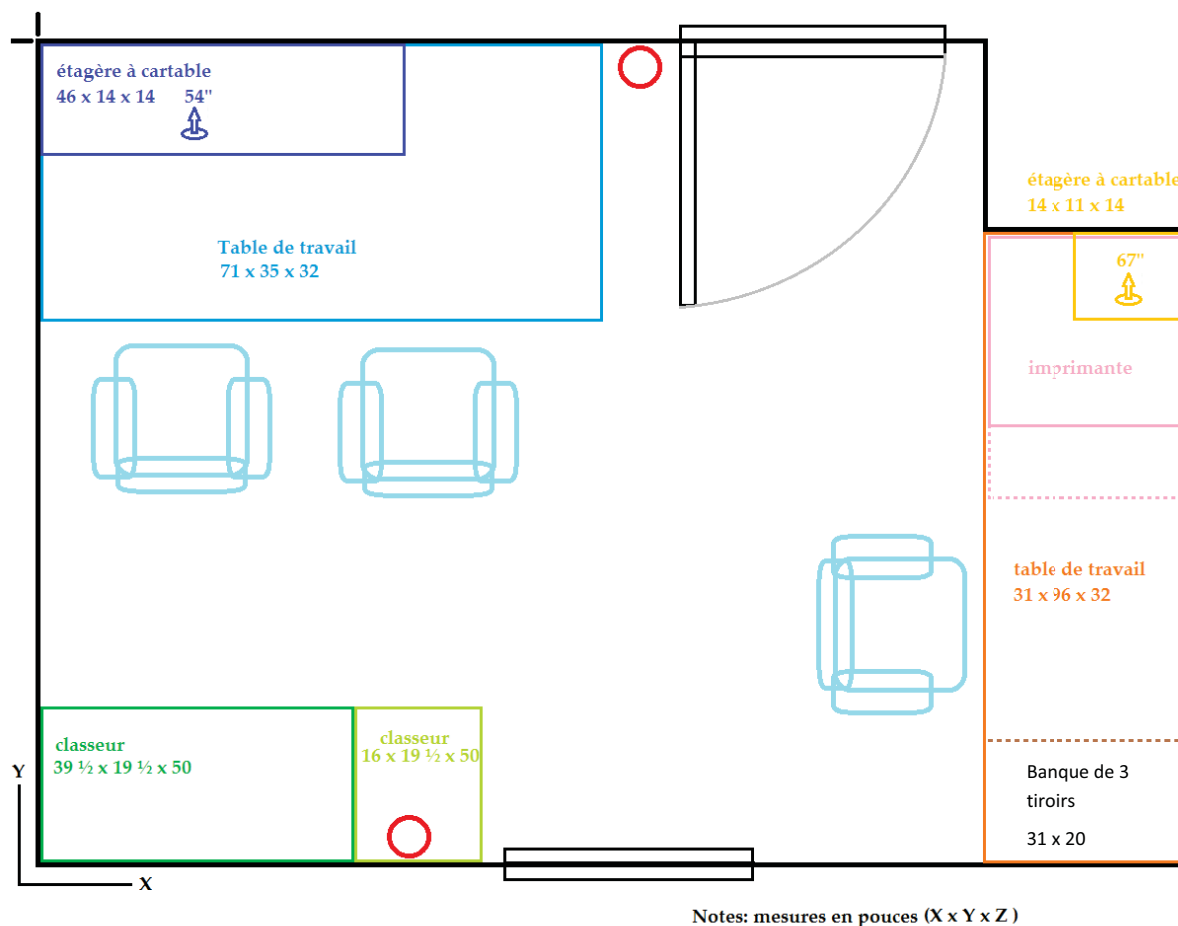 étagère à cartable
46 x 14 x 14 54"
étagère à cartable
14 x 11 x 14
Table de travail
71 x 35 x 32
67"
imprimante
table de travail
31 x 96 x 32
classeur
39 ½ x 19 ½ x 50
classeur
16 x 19 ½ x 50
Banque de 3
tiroirs
31 x 20
Y
X
Notes: mesures en pouces (X x Y x Z )